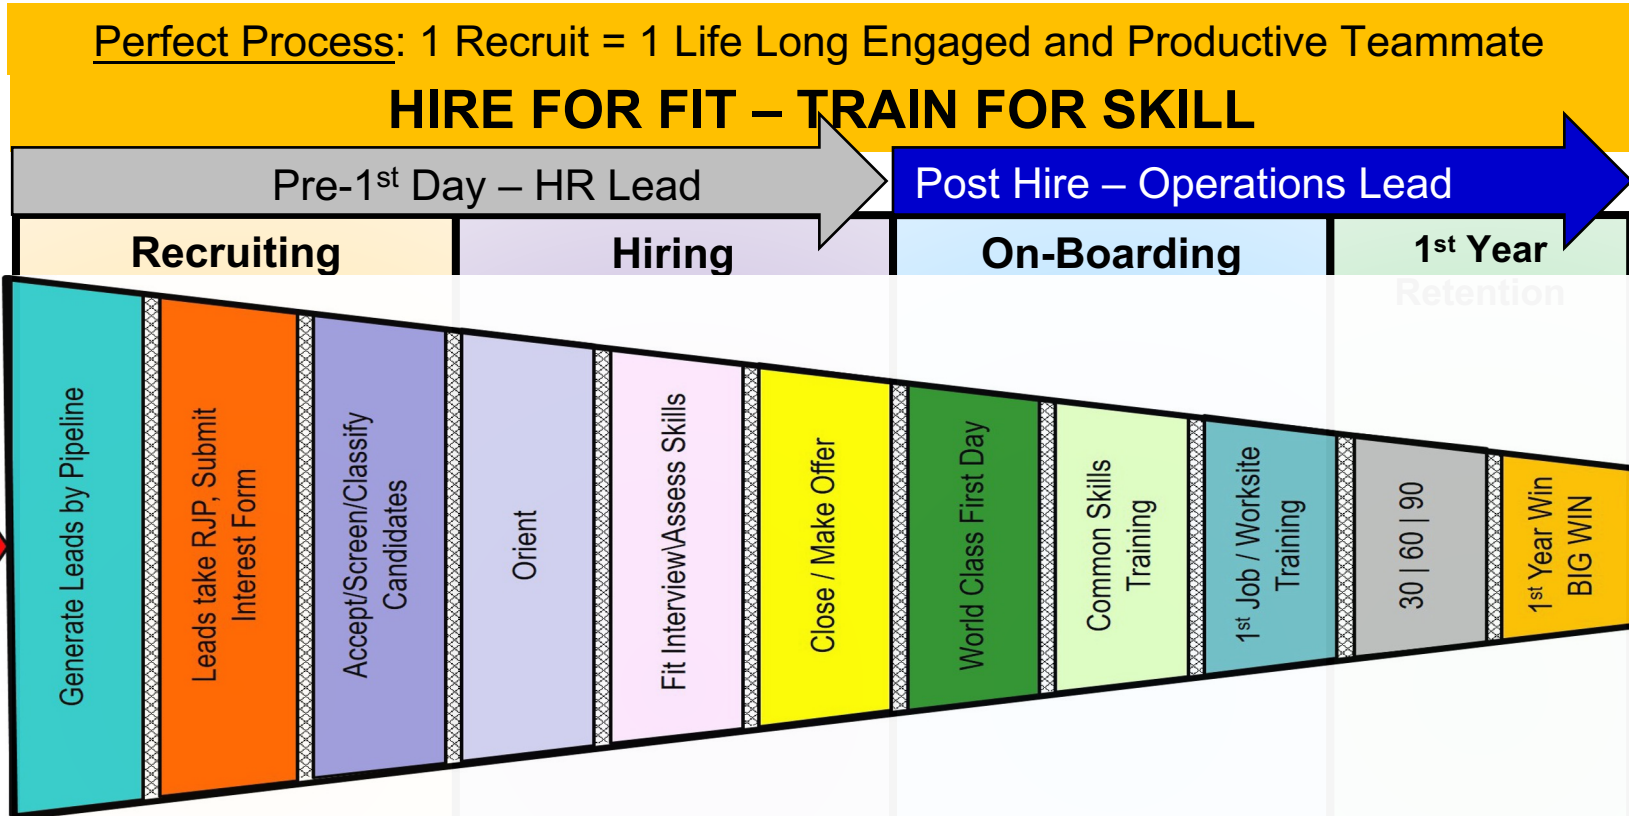 Perfect Process: 1 Recruit = 1 Life Long Engaged and Productive Teammate
HIRE FOR FIT – TRAIN FOR SKILL
Pre-1st Day – HR Lead
Post Hire – Operations Lead
Recruiting
Hiring
On-Boarding
1st Year
Retention
Generate Leads by Pipeline
Leads take RJP, Submit
Interest Form
Accept/Screen/Classify
Candidates
Orient
Fit Interview\Assess Skills
Close / Make Offer
World Class First Day
Common Skills
Training
1st Job / Worksite
Training
30 | 60 | 90
1st Year Win
BIG WIN